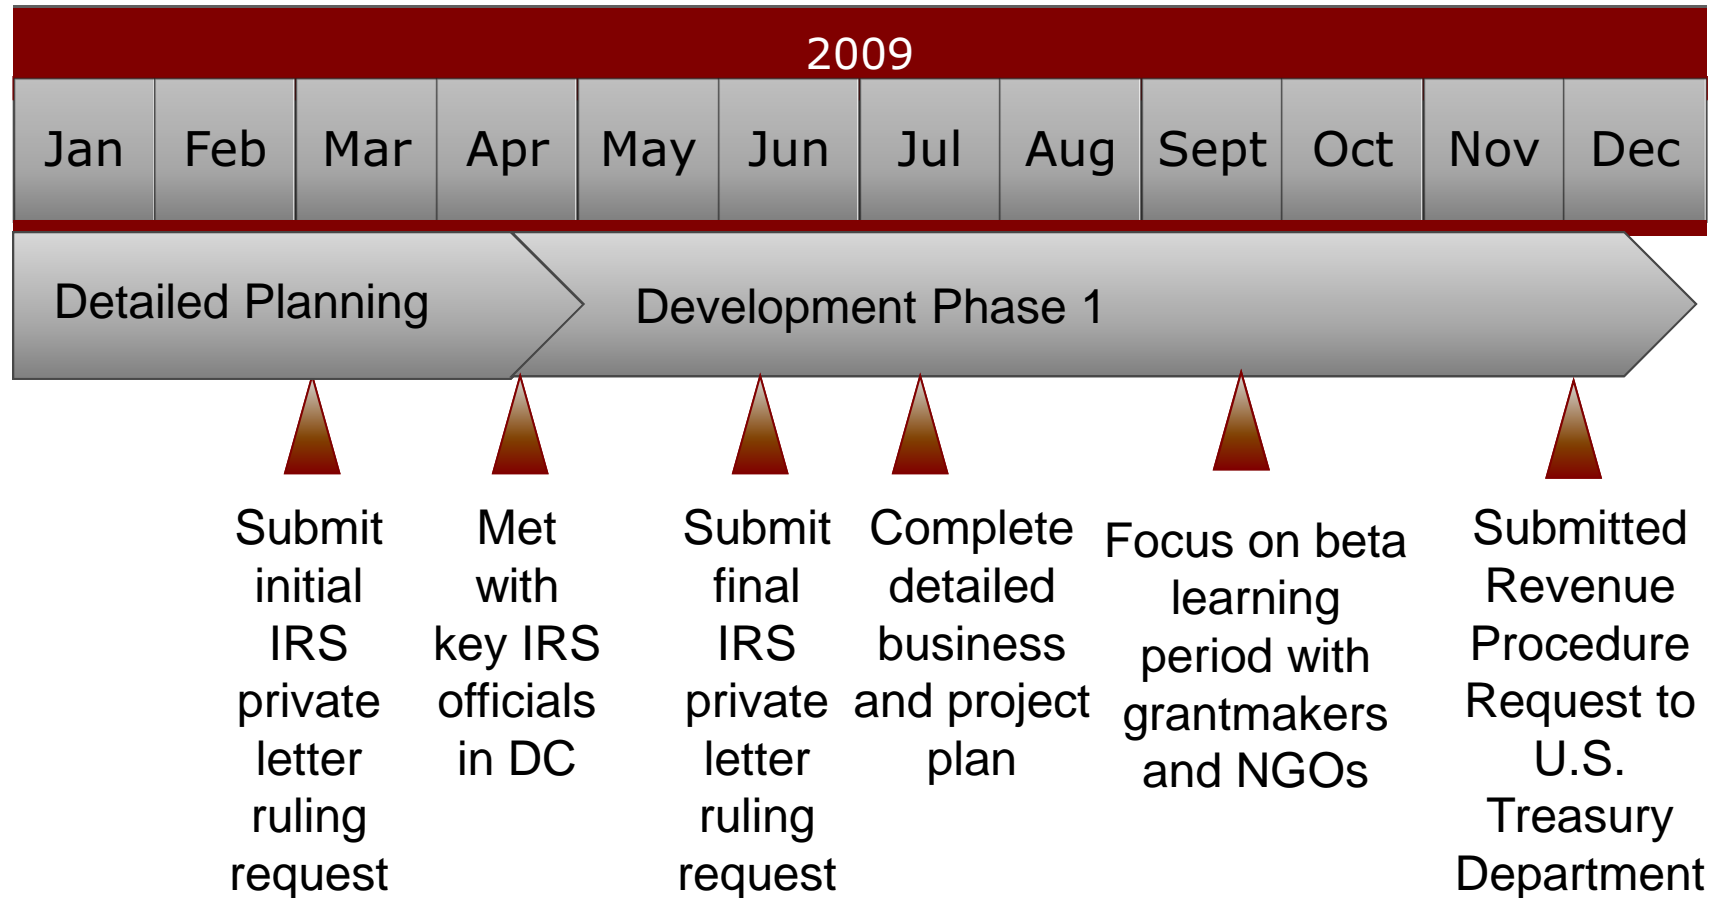 2009
Jan Feb Mar Apr May Jun Jul Aug Sept Oct Nov Dec
Detailed Planning
Development Phase 1
Submit
initial
IRS
private
letter
ruling
request
Met
with
key IRS
officials
in DC
Submit
final
IRS
private
letter
ruling
request
Complete
detailed
business
and project
plan
Focus on beta
learning
period with
grantmakers
and NGOs
Submitted
Revenue
Procedure
Request to
U.S.
Treasury
Department